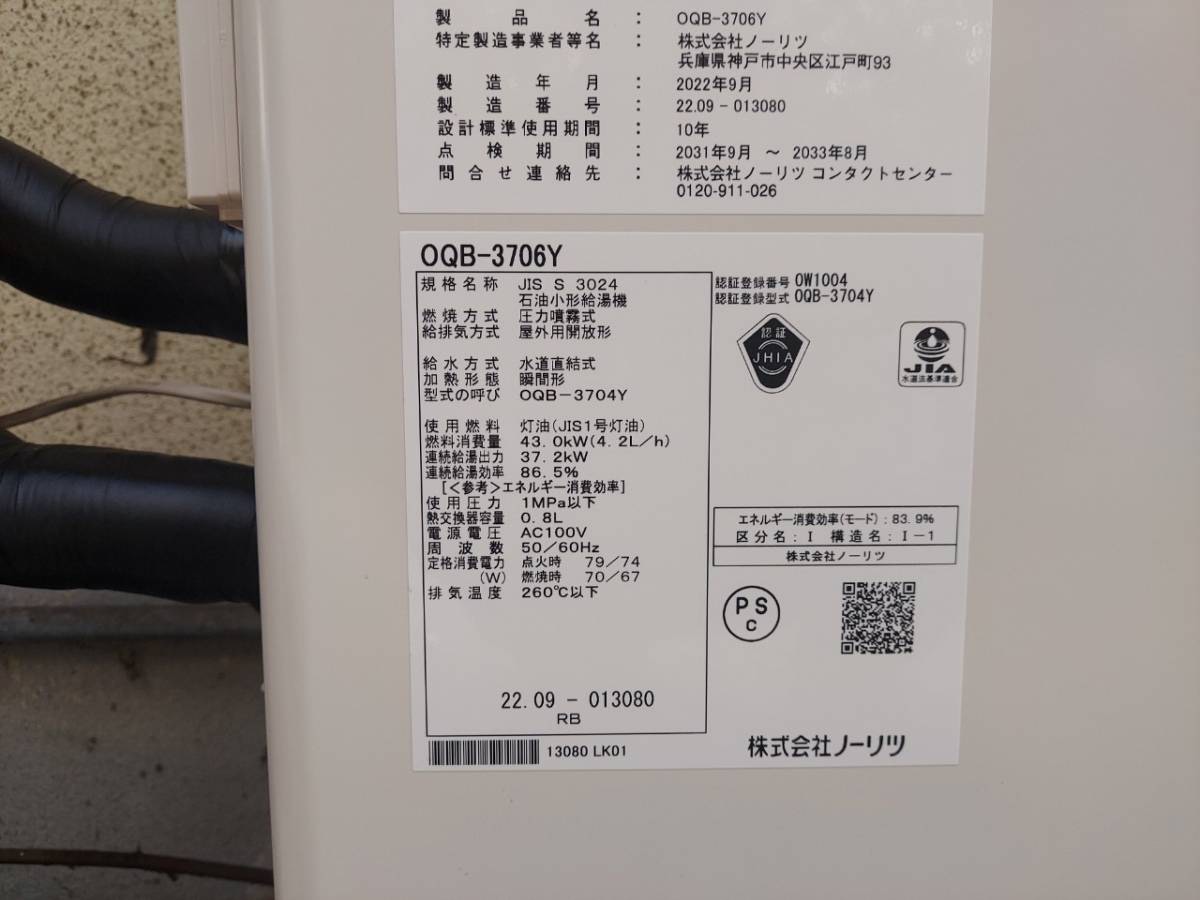 製品名 : OQB-3706Y
特定製造事業者等名 : 株式会社ノーリツ
兵庫県神戸市中央区江戸町93
製造年月 : 2022年9月
製造番号 : 22.09-013080
設計標準使用期間 : 10年
点検期間 : 2031年9月 ～ 2033年8月
問合せ連絡先 : 株式会社ノーリツ コンタクトセンター
0120-911-026
OQB-3706Y
規格名称 JIS S 3024
石油小形給湯機
燃焼方式 圧力噴霧式
給排気方式 屋外用開放形
給水方式 水道直結式
加熱形態 瞬間形
型式の呼び OQB-3704Y
使用燃料 灯油(JIS1号灯油)
燃料消費量 43.0kW(4.2L/h)
連続給湯出力 37.2kW
連続給湯効率 86.5%
[<参考>エネルギー消費効率]
使用圧力 1MPa以下
熱交換器容量 0.8L
電源電圧 AC100V
周波数 50/60Hz
定格消費電力 点火時 79/74
(W) 燃焼時 70/67
排気温度 260℃以下
22.09 - 013080
RB
13080 LK01
認証登録番号 OW1004
認証登録型式 OQB-3704Y
認証
JHIA
JIA
水道法基準適合
エネルギー消費効率(モード):83.9%
区分名:I 構造名:I-1
株式会社ノーリツ
PS
C
株式会社ノーリツ